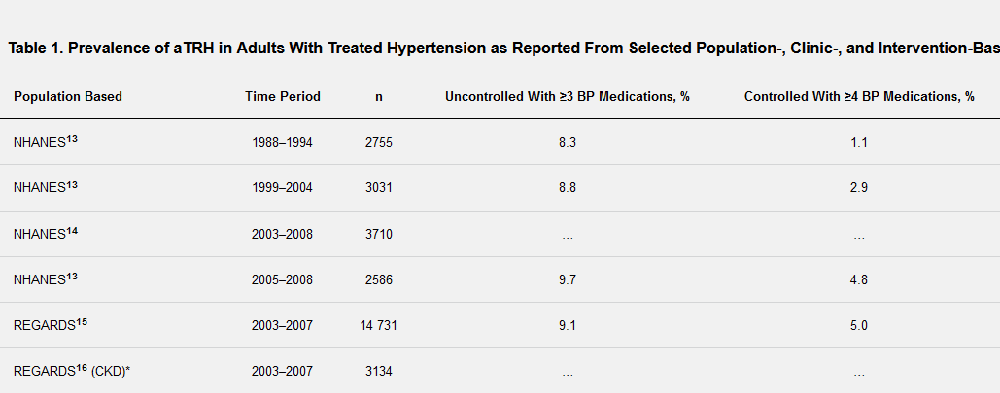 Table 1. Prevalence of aTRH in Adults With Treated Hypertension as Reported From Selected Population-, Clinic-, and Intervention-Bas
Population Based Time Period n Uncontrolled With ≥3 BP Medications, % Controlled With ≥4 BP Medications, %
NHANES13 1988–1994 2755 8.3 1.1
NHANES13 1999–2004 3031 8.8 2.9
NHANES14 2003–2008 3710 … …
NHANES13 2005–2008 2586 9.7 4.8
REGARDS15 2003–2007 14 731 9.1 5.0
REGARDS16 (CKD)* 2003–2007 3134 … …